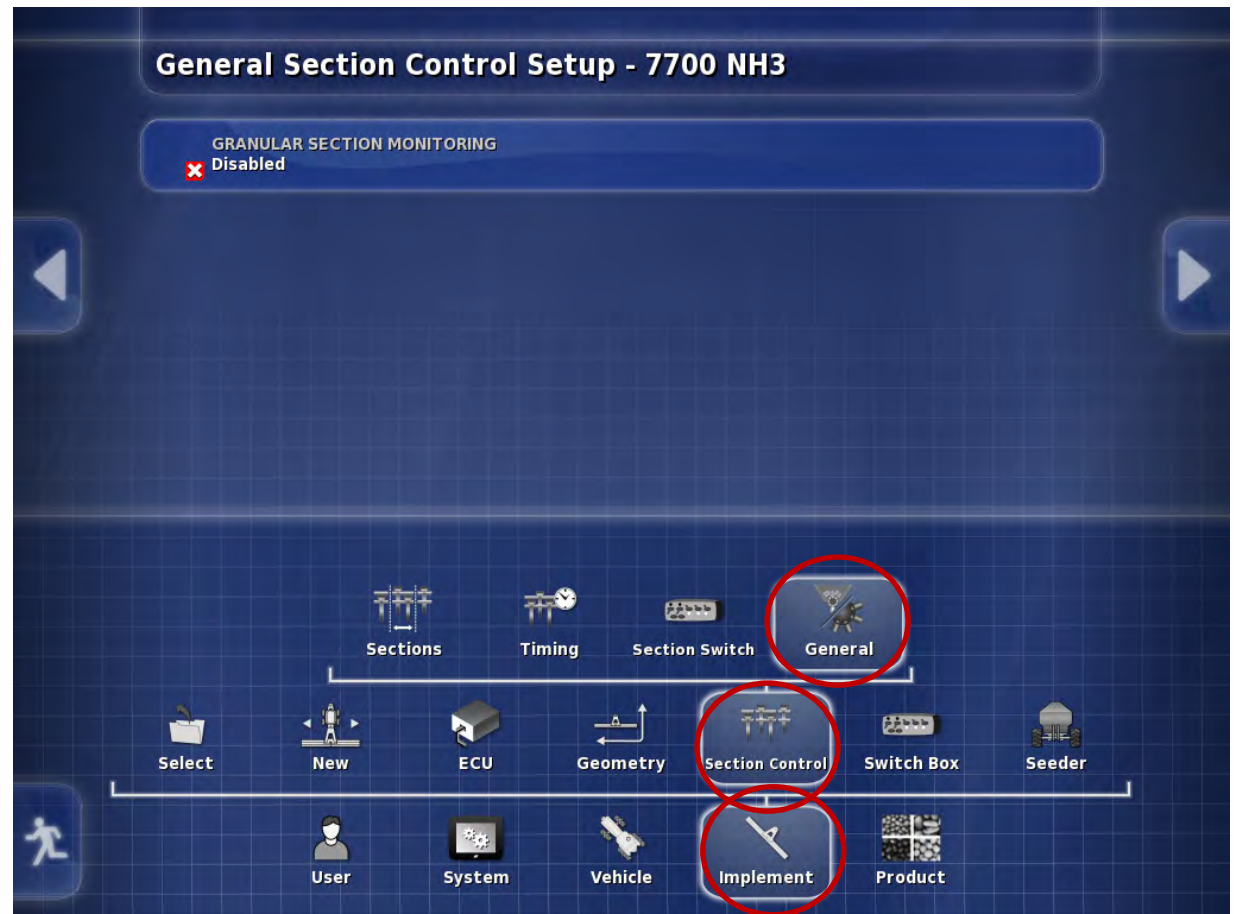 General Section Control Setup - 7700 NH3
GRANULAR SECTION MONITORING
Disabled
Sections Timing Section Switch General
Select New ECU Geometry Section Control Switch Box Seeder
User System Vehicle Implement Product